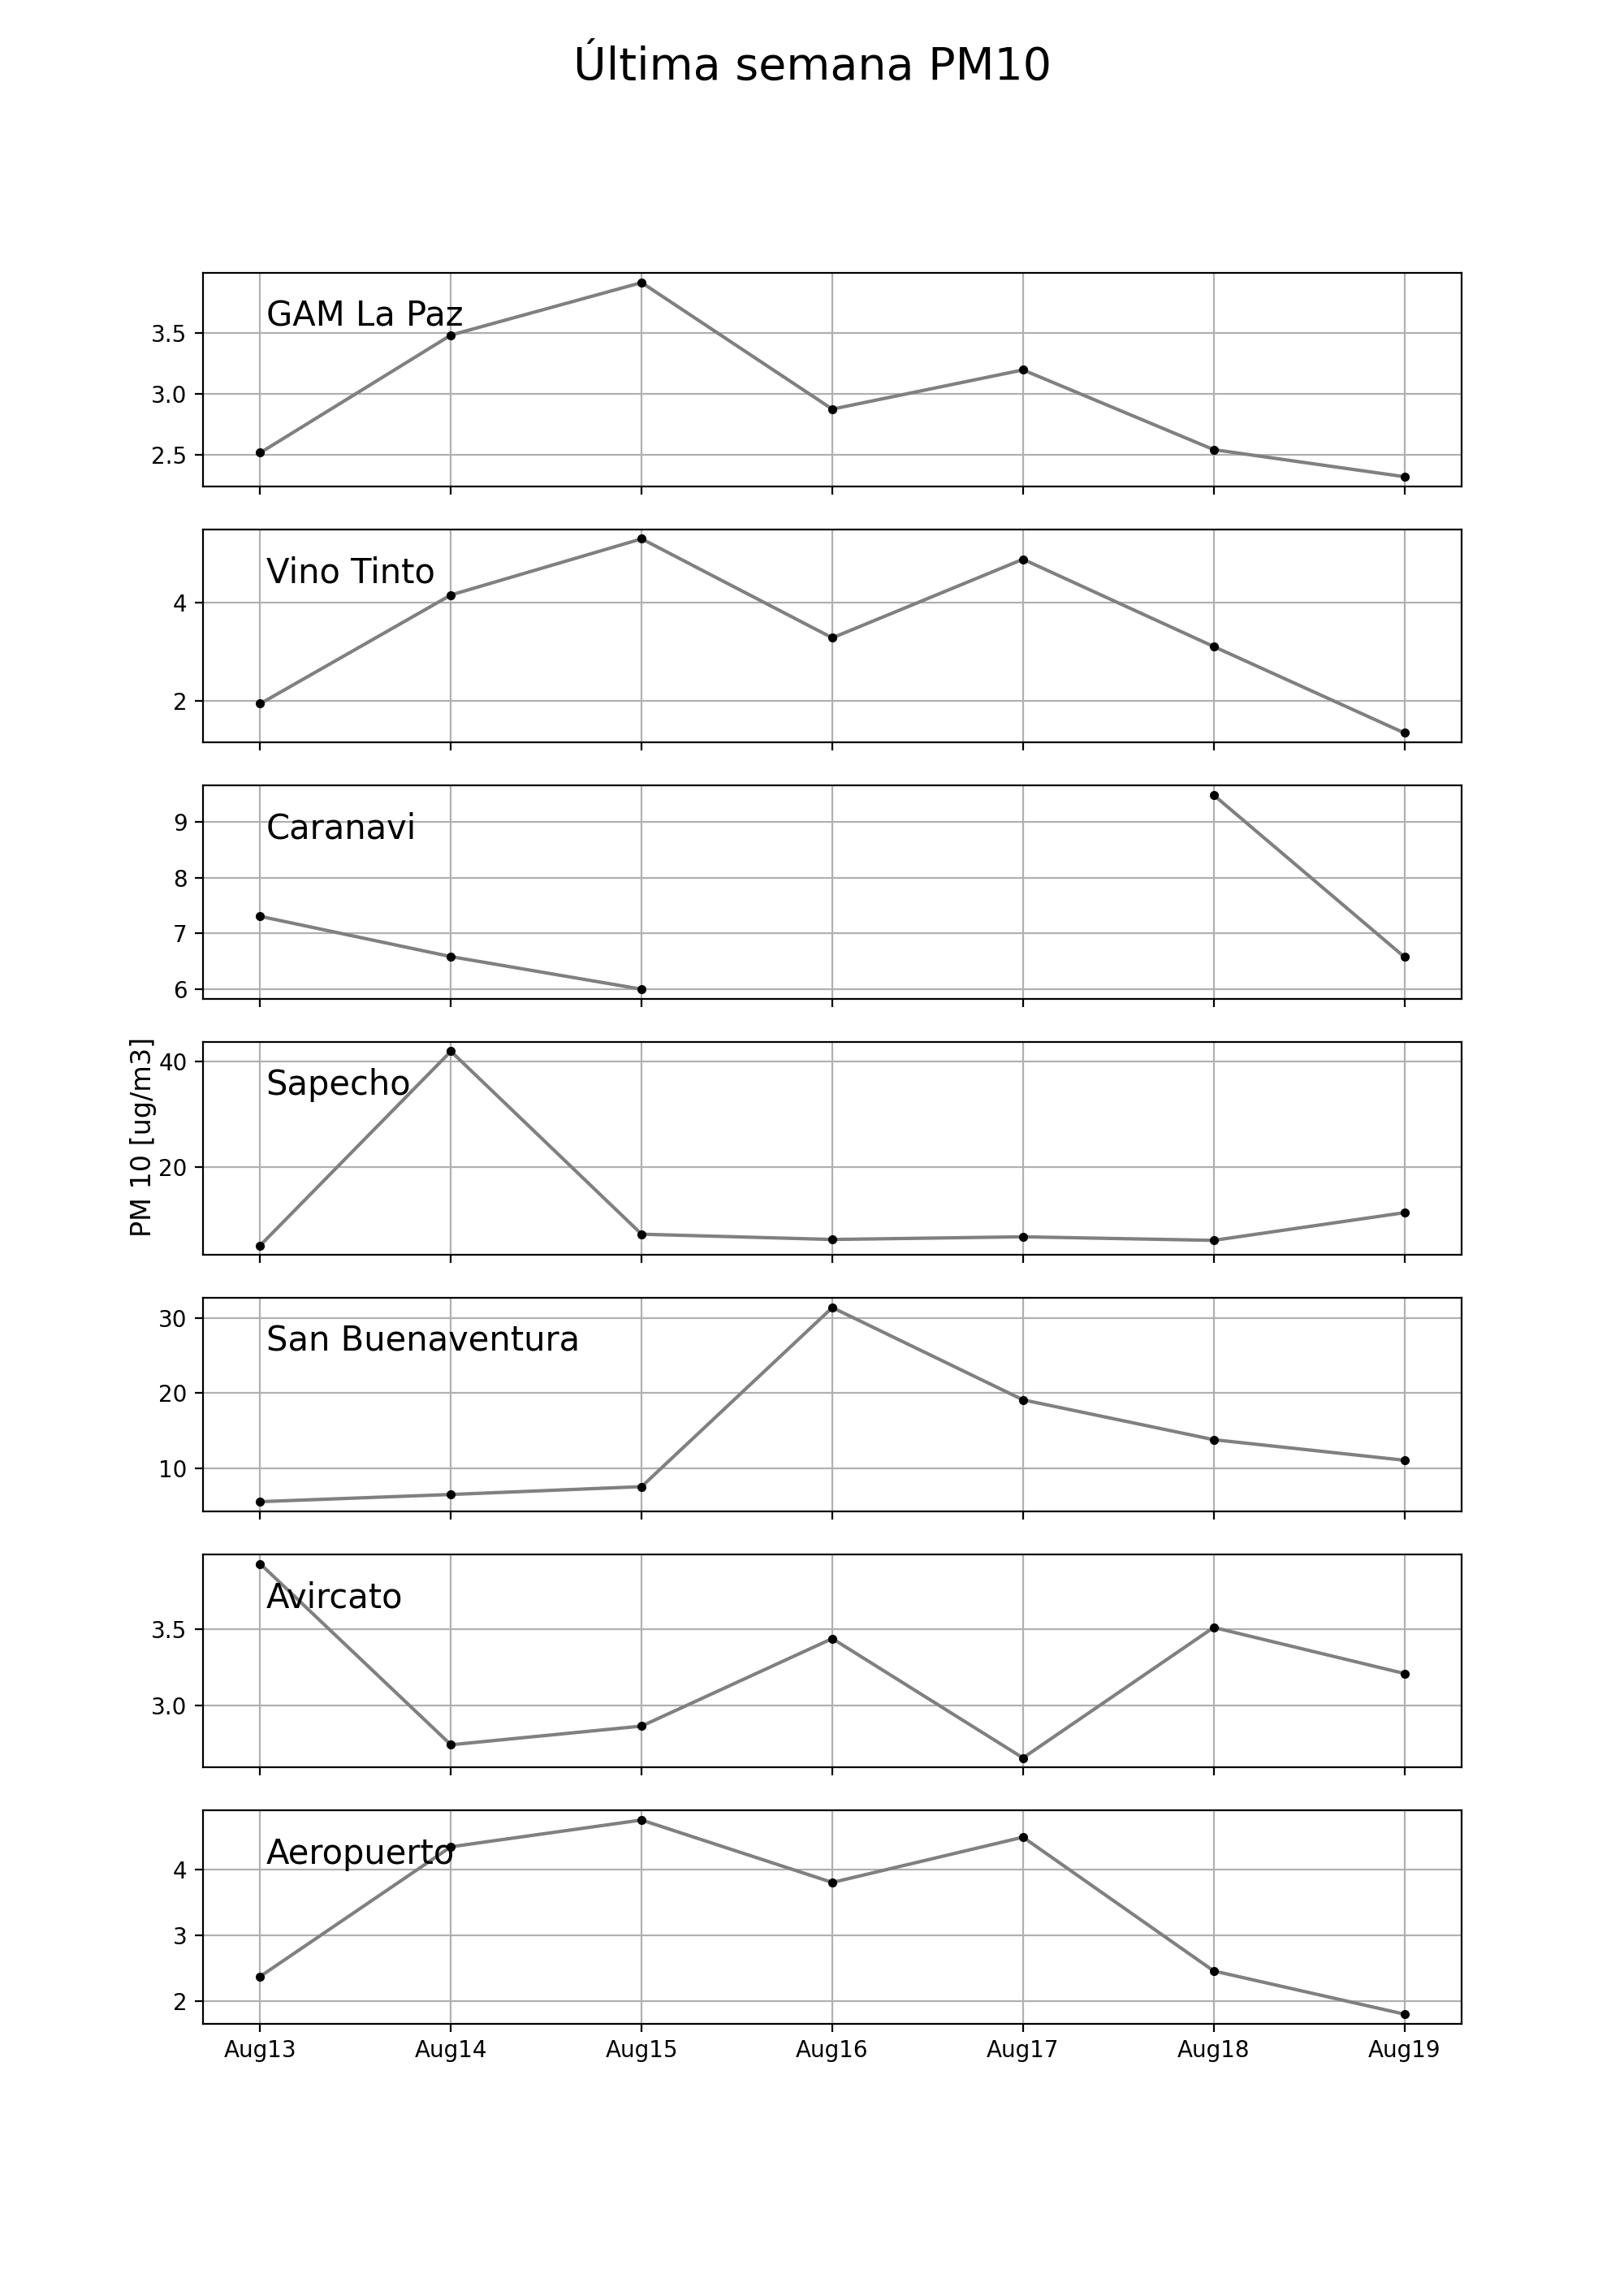 Última semana PM10
GAM La Paz
3.5
3.0
2.5
Vino Tinto
4
2
Caranavi
9
8
7
6
PM 10 [ug/m3]
Sapecho
40
20
San Buenaventura
30
20
10
Avircato
3.5
3.0
Aeropuerto
4
3
2
Aug13 Aug14 Aug15 Aug16 Aug17 Aug18 Aug19